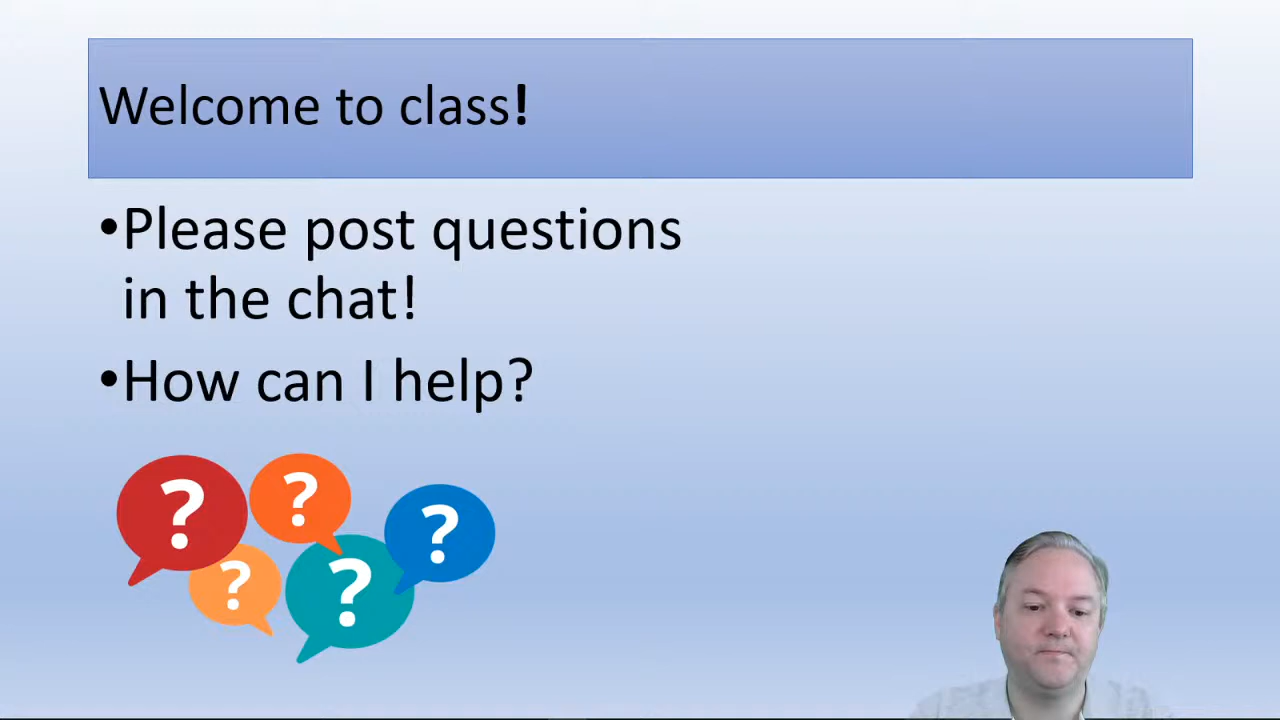 Welcome to class!
•Please post questions
in the chat!
•How can I help?
? ? ? ? ?